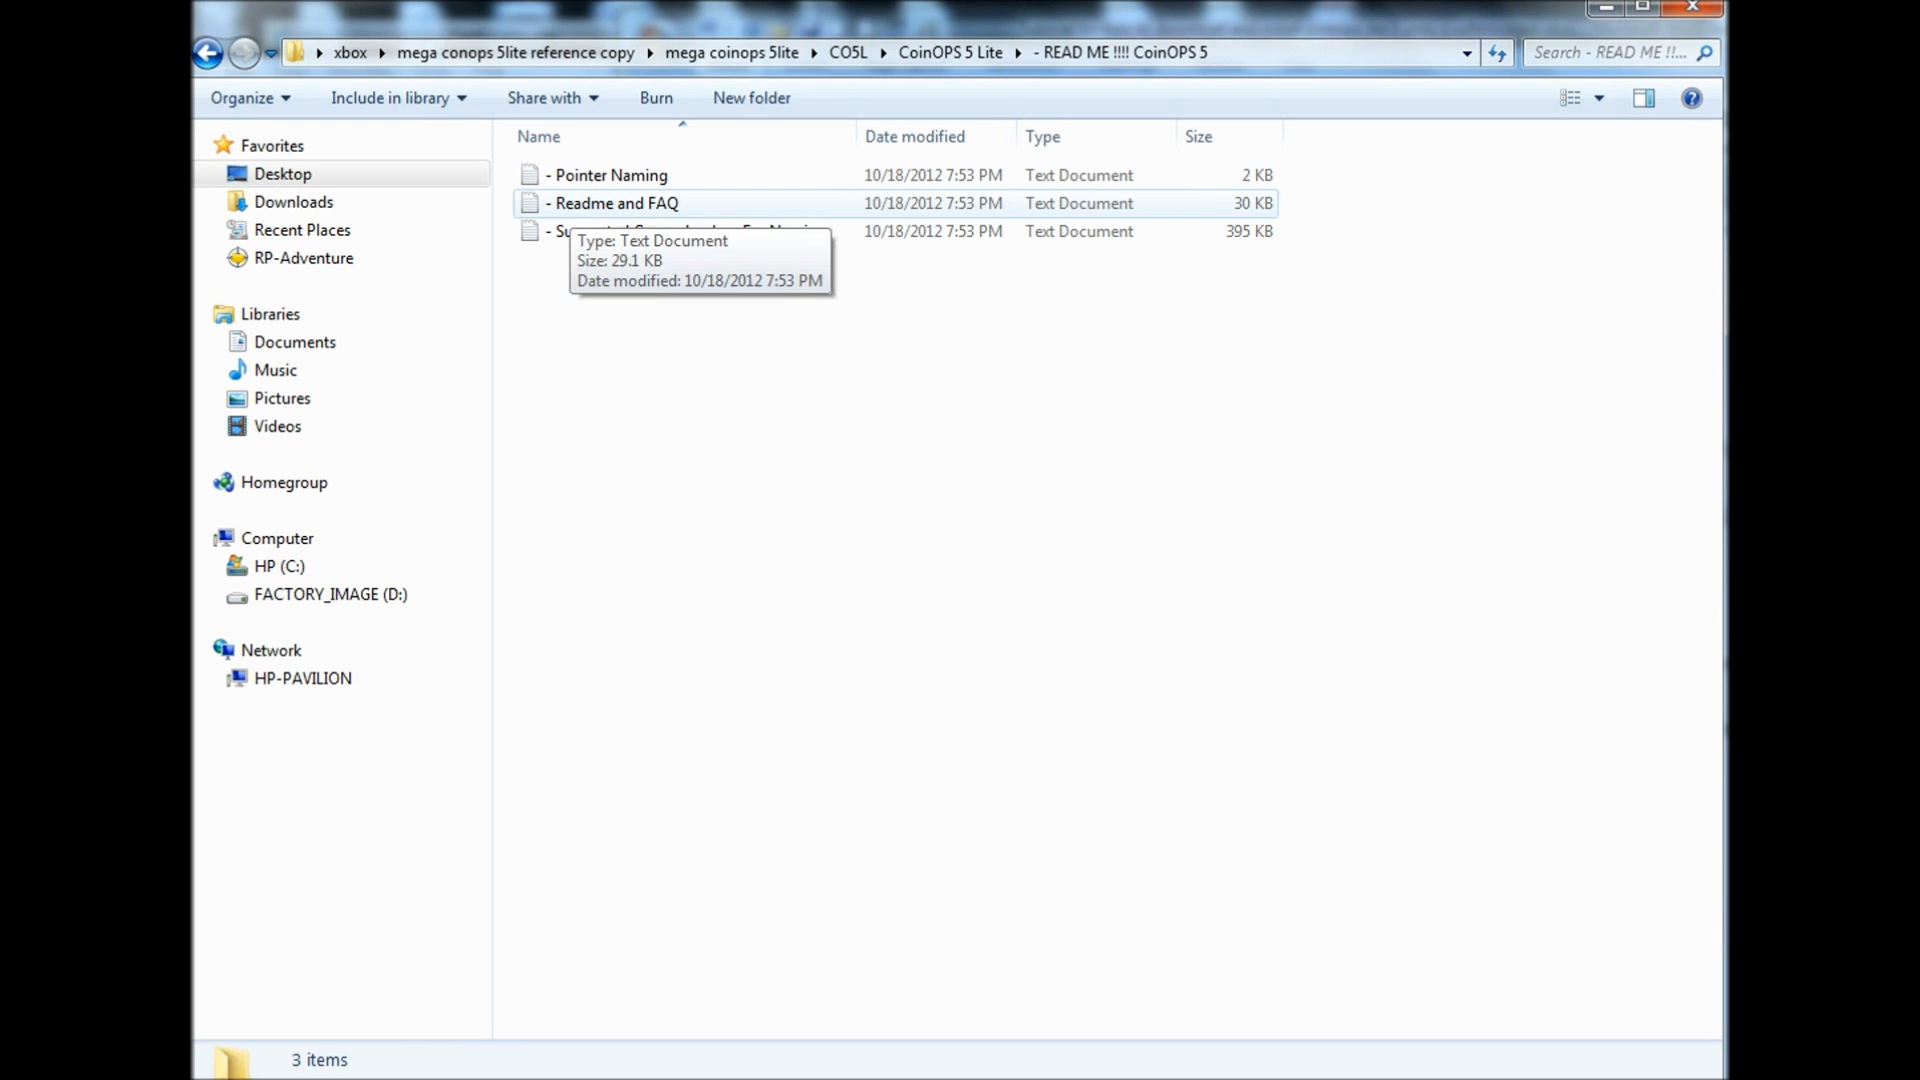 xbox mega conops 5lite reference copy mega coinops 5lite CO5L CoinOPS 5 Lite - READ ME !!!! CoinOPS 5 Search - READ ME !!...
Organize Include in library Share with Burn New folder
Name Date modified Type Size
Favorites
Desktop
Downloads
Recent Places
RP-Adventure
Libraries
Documents
Music
Pictures
Videos
Homegroup
Computer
HP (C:)
FACTORY_IMAGE (D:)
Network
HP-PAVILION
- Pointer Naming 10/18/2012 7:53 PM Text Document 2 KB
- Readme and FAQ 10/18/2012 7:53 PM Text Document 30 KB
10/18/2012 7:53 PM Text Document 395 KB
Type: Text Document
Size: 29.1 KB
Date modified: 10/18/2012 7:53 PM
3 items